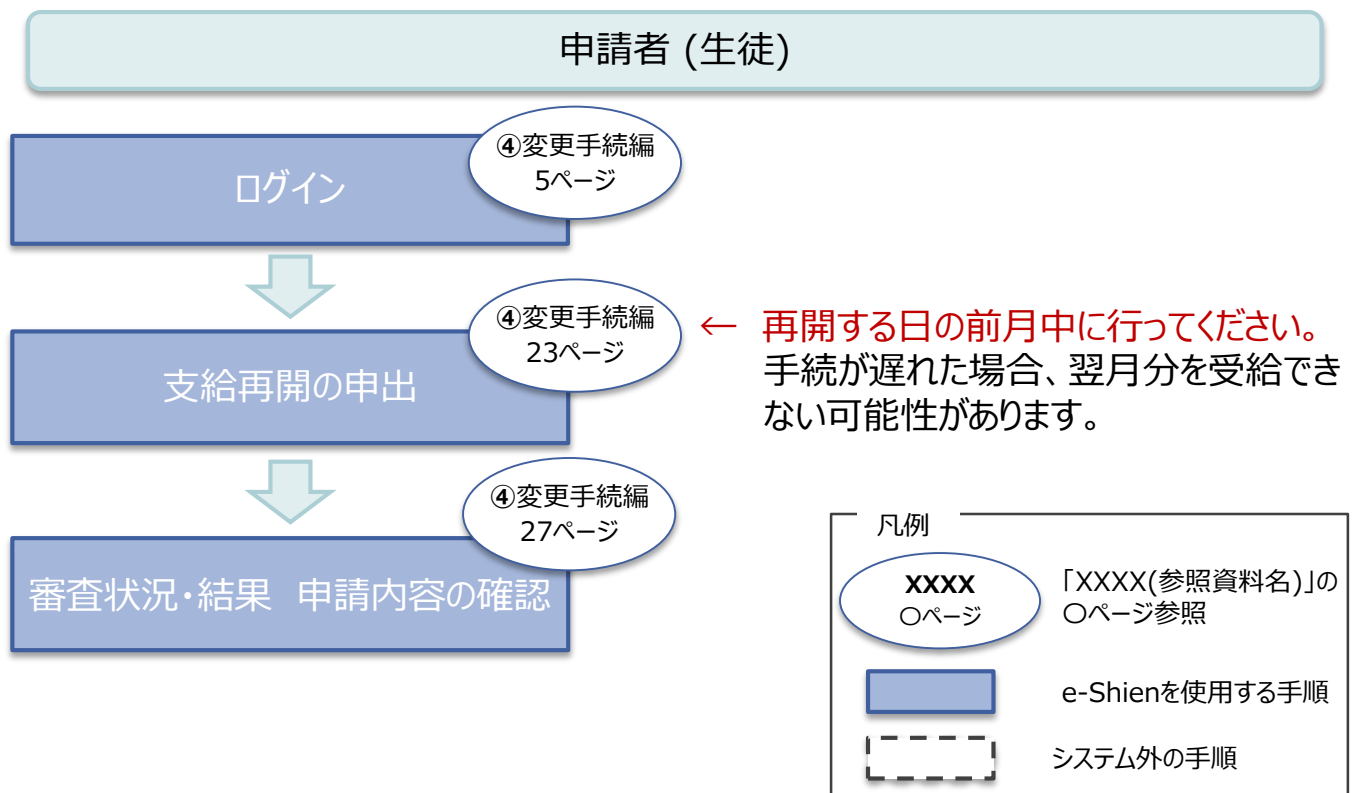 申請者 (生徒)
④変更手続編
5ページ
ログイン
④変更手続編
23ページ
支給再開の申出
← 再開する日の前月中に行ってください。
手続が遅れた場合、翌月分を受給でき
ない可能性があります。
④変更手続編
27ページ
審査状況・結果 申請内容の確認
凡例
XXXX
○ページ
「XXXX(参照資料名)」の
○ページ参照
e-Shienを使用する手順
システム外の手順